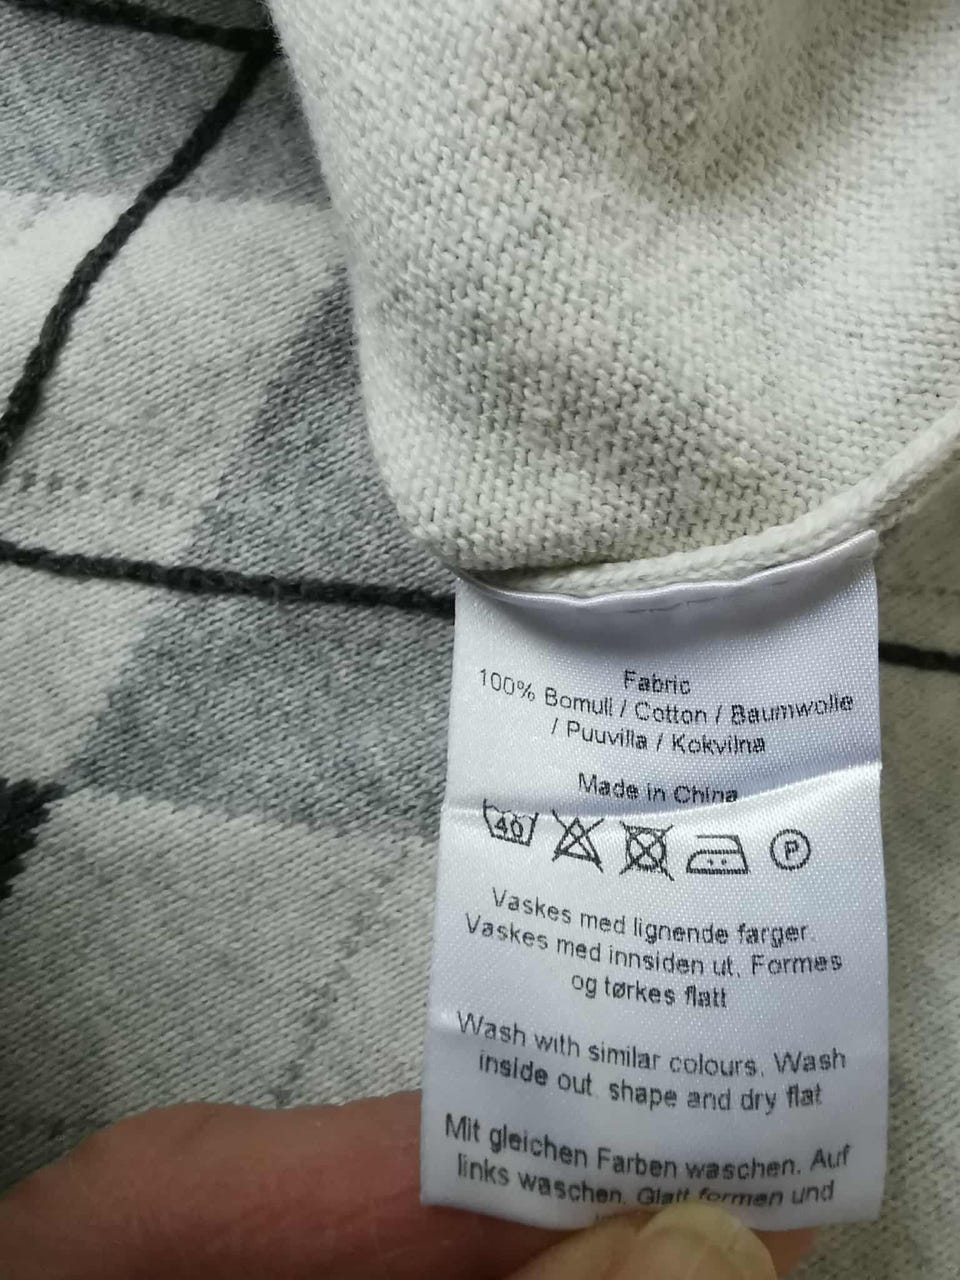 Fabric
100% Bomull / Cotton / Baumwolle
/ Puuvilla / Kokvilna
Made in China
40 P
Vaskes med lignende farger.
Vaskes med innsiden ut. Formes
og tørkes flatt
Wash with similar colours. Wash
inside out. shape and dry flat
Mit gleichen Farben waschen. Auf
links waschen. Glatt formen und